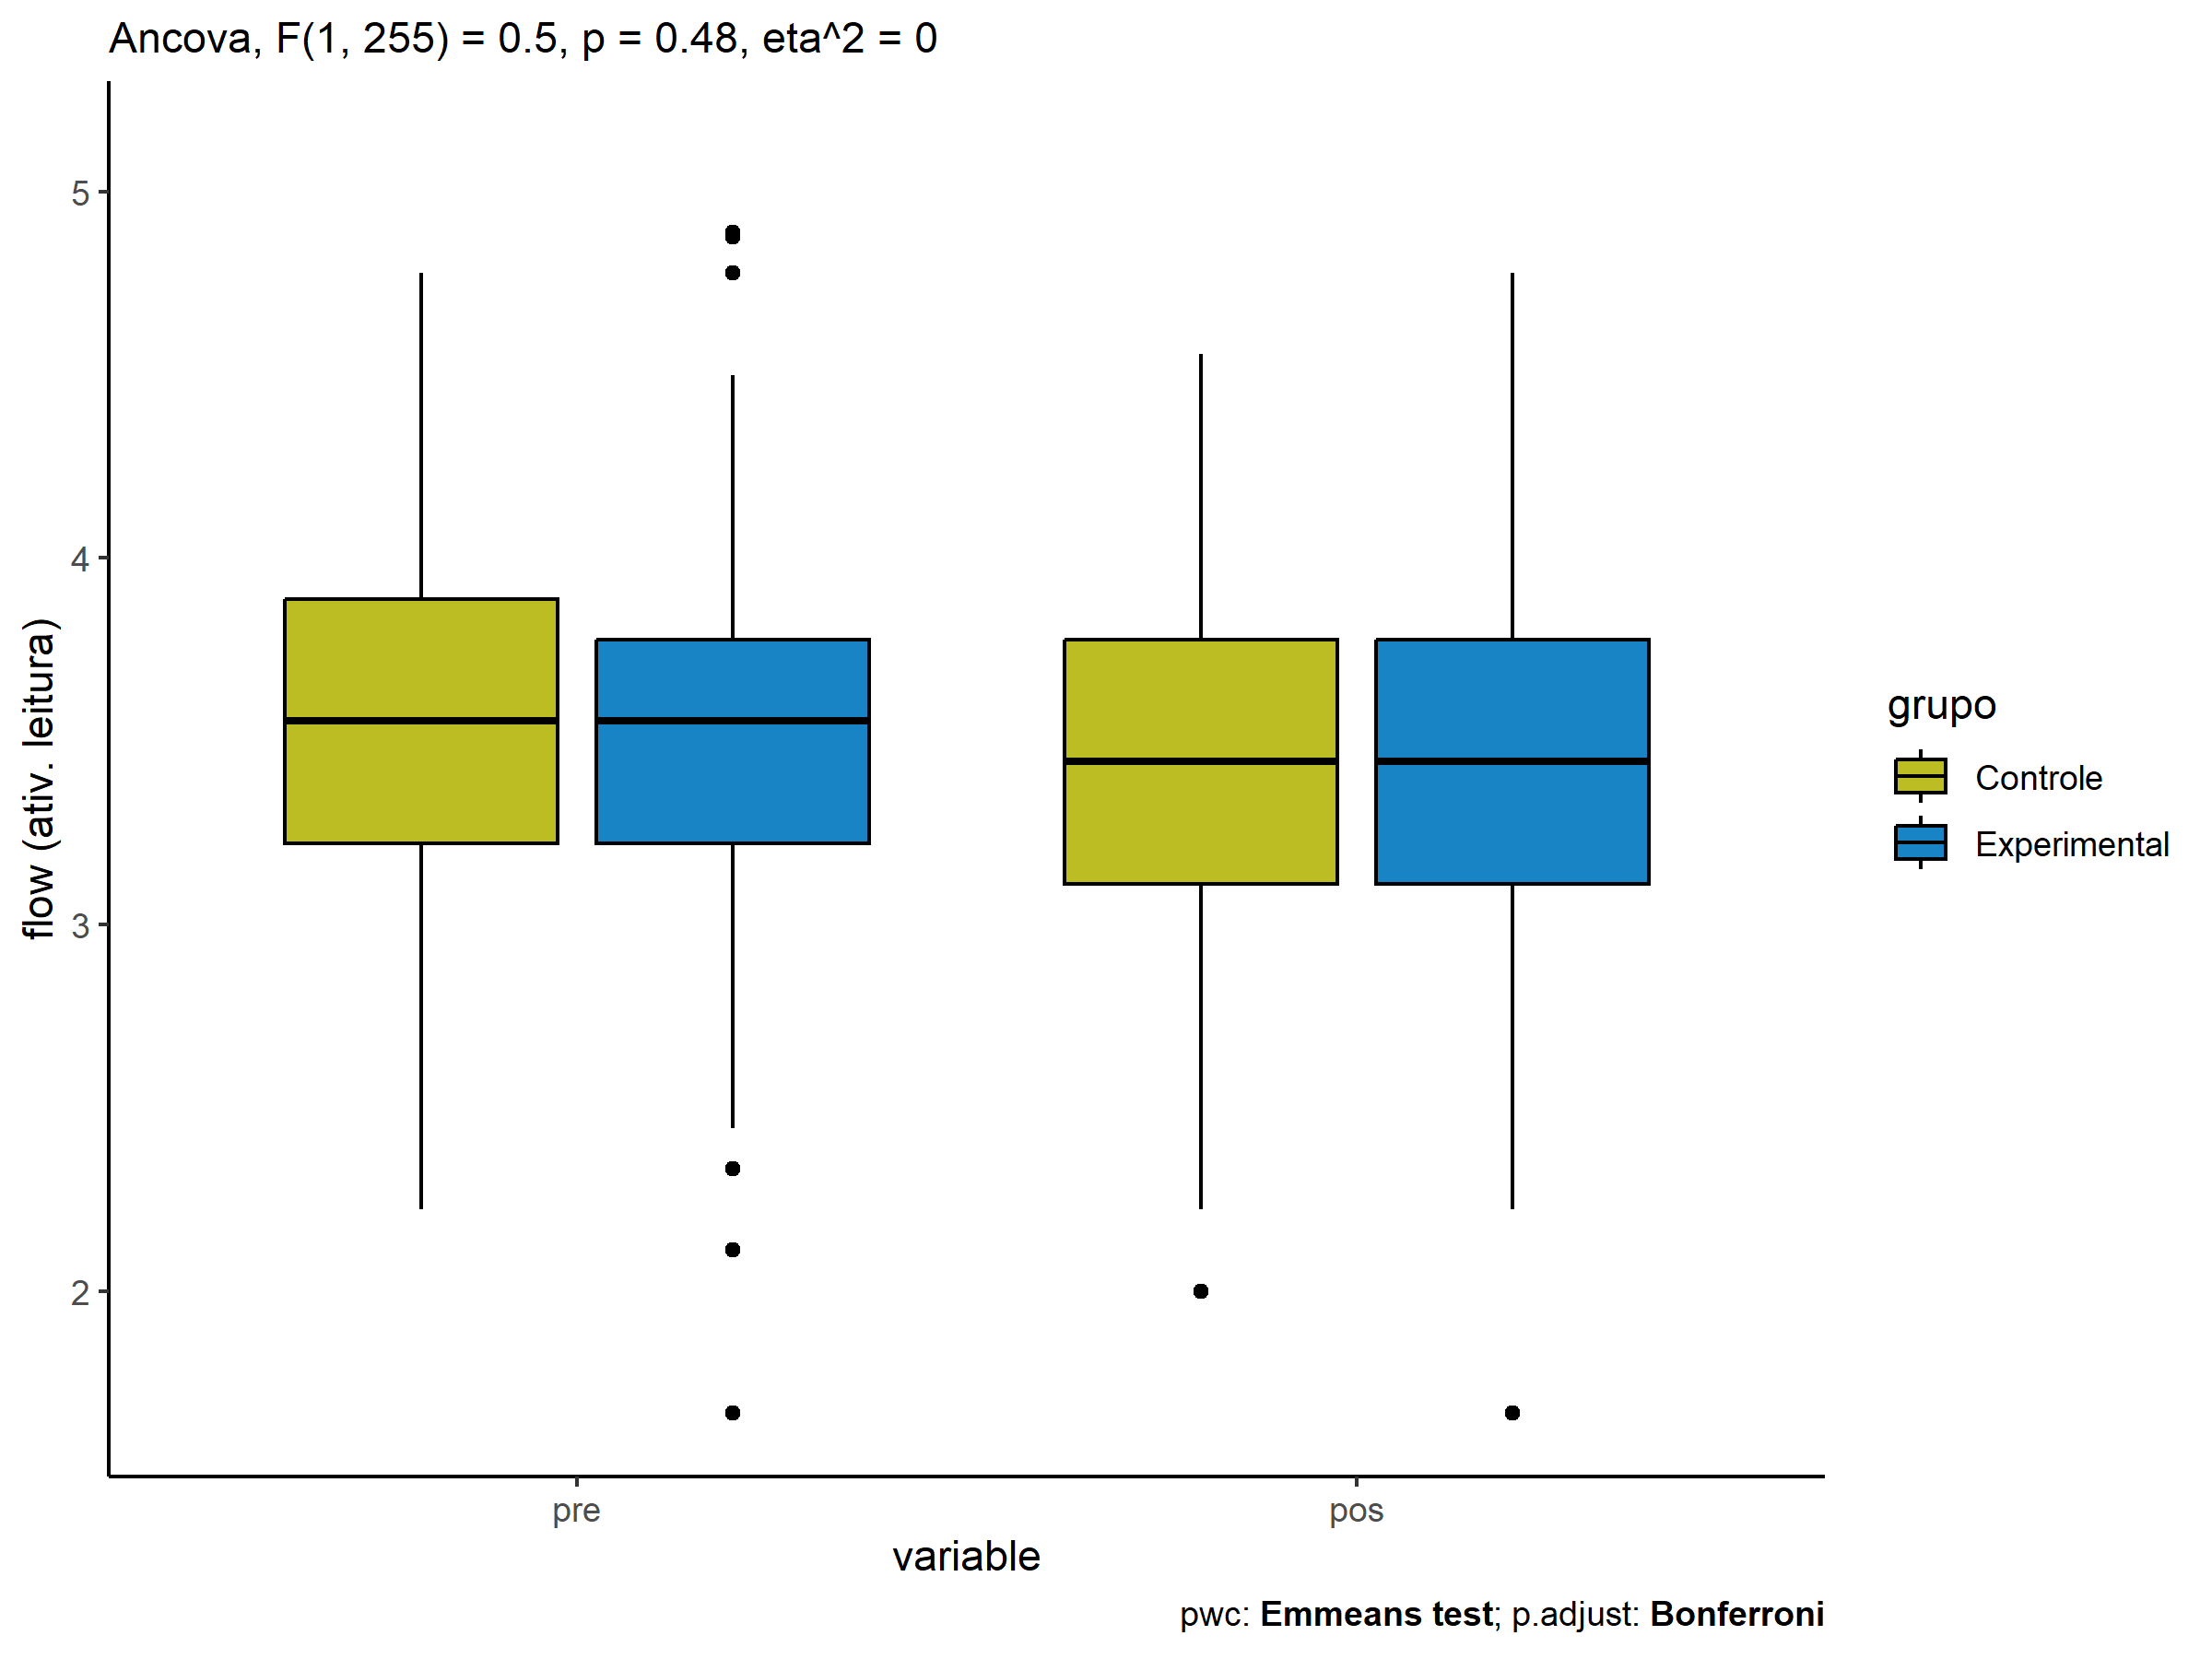 Ancova, F(1, 255) = 0.5, p = 0.48, eta^2 = 0
flow (ativ. leitura)
5
4
3
2
pre
pos
variable
grupo
Controle
Experimental
pwc: Emmeans test; p.adjust: Bonferroni